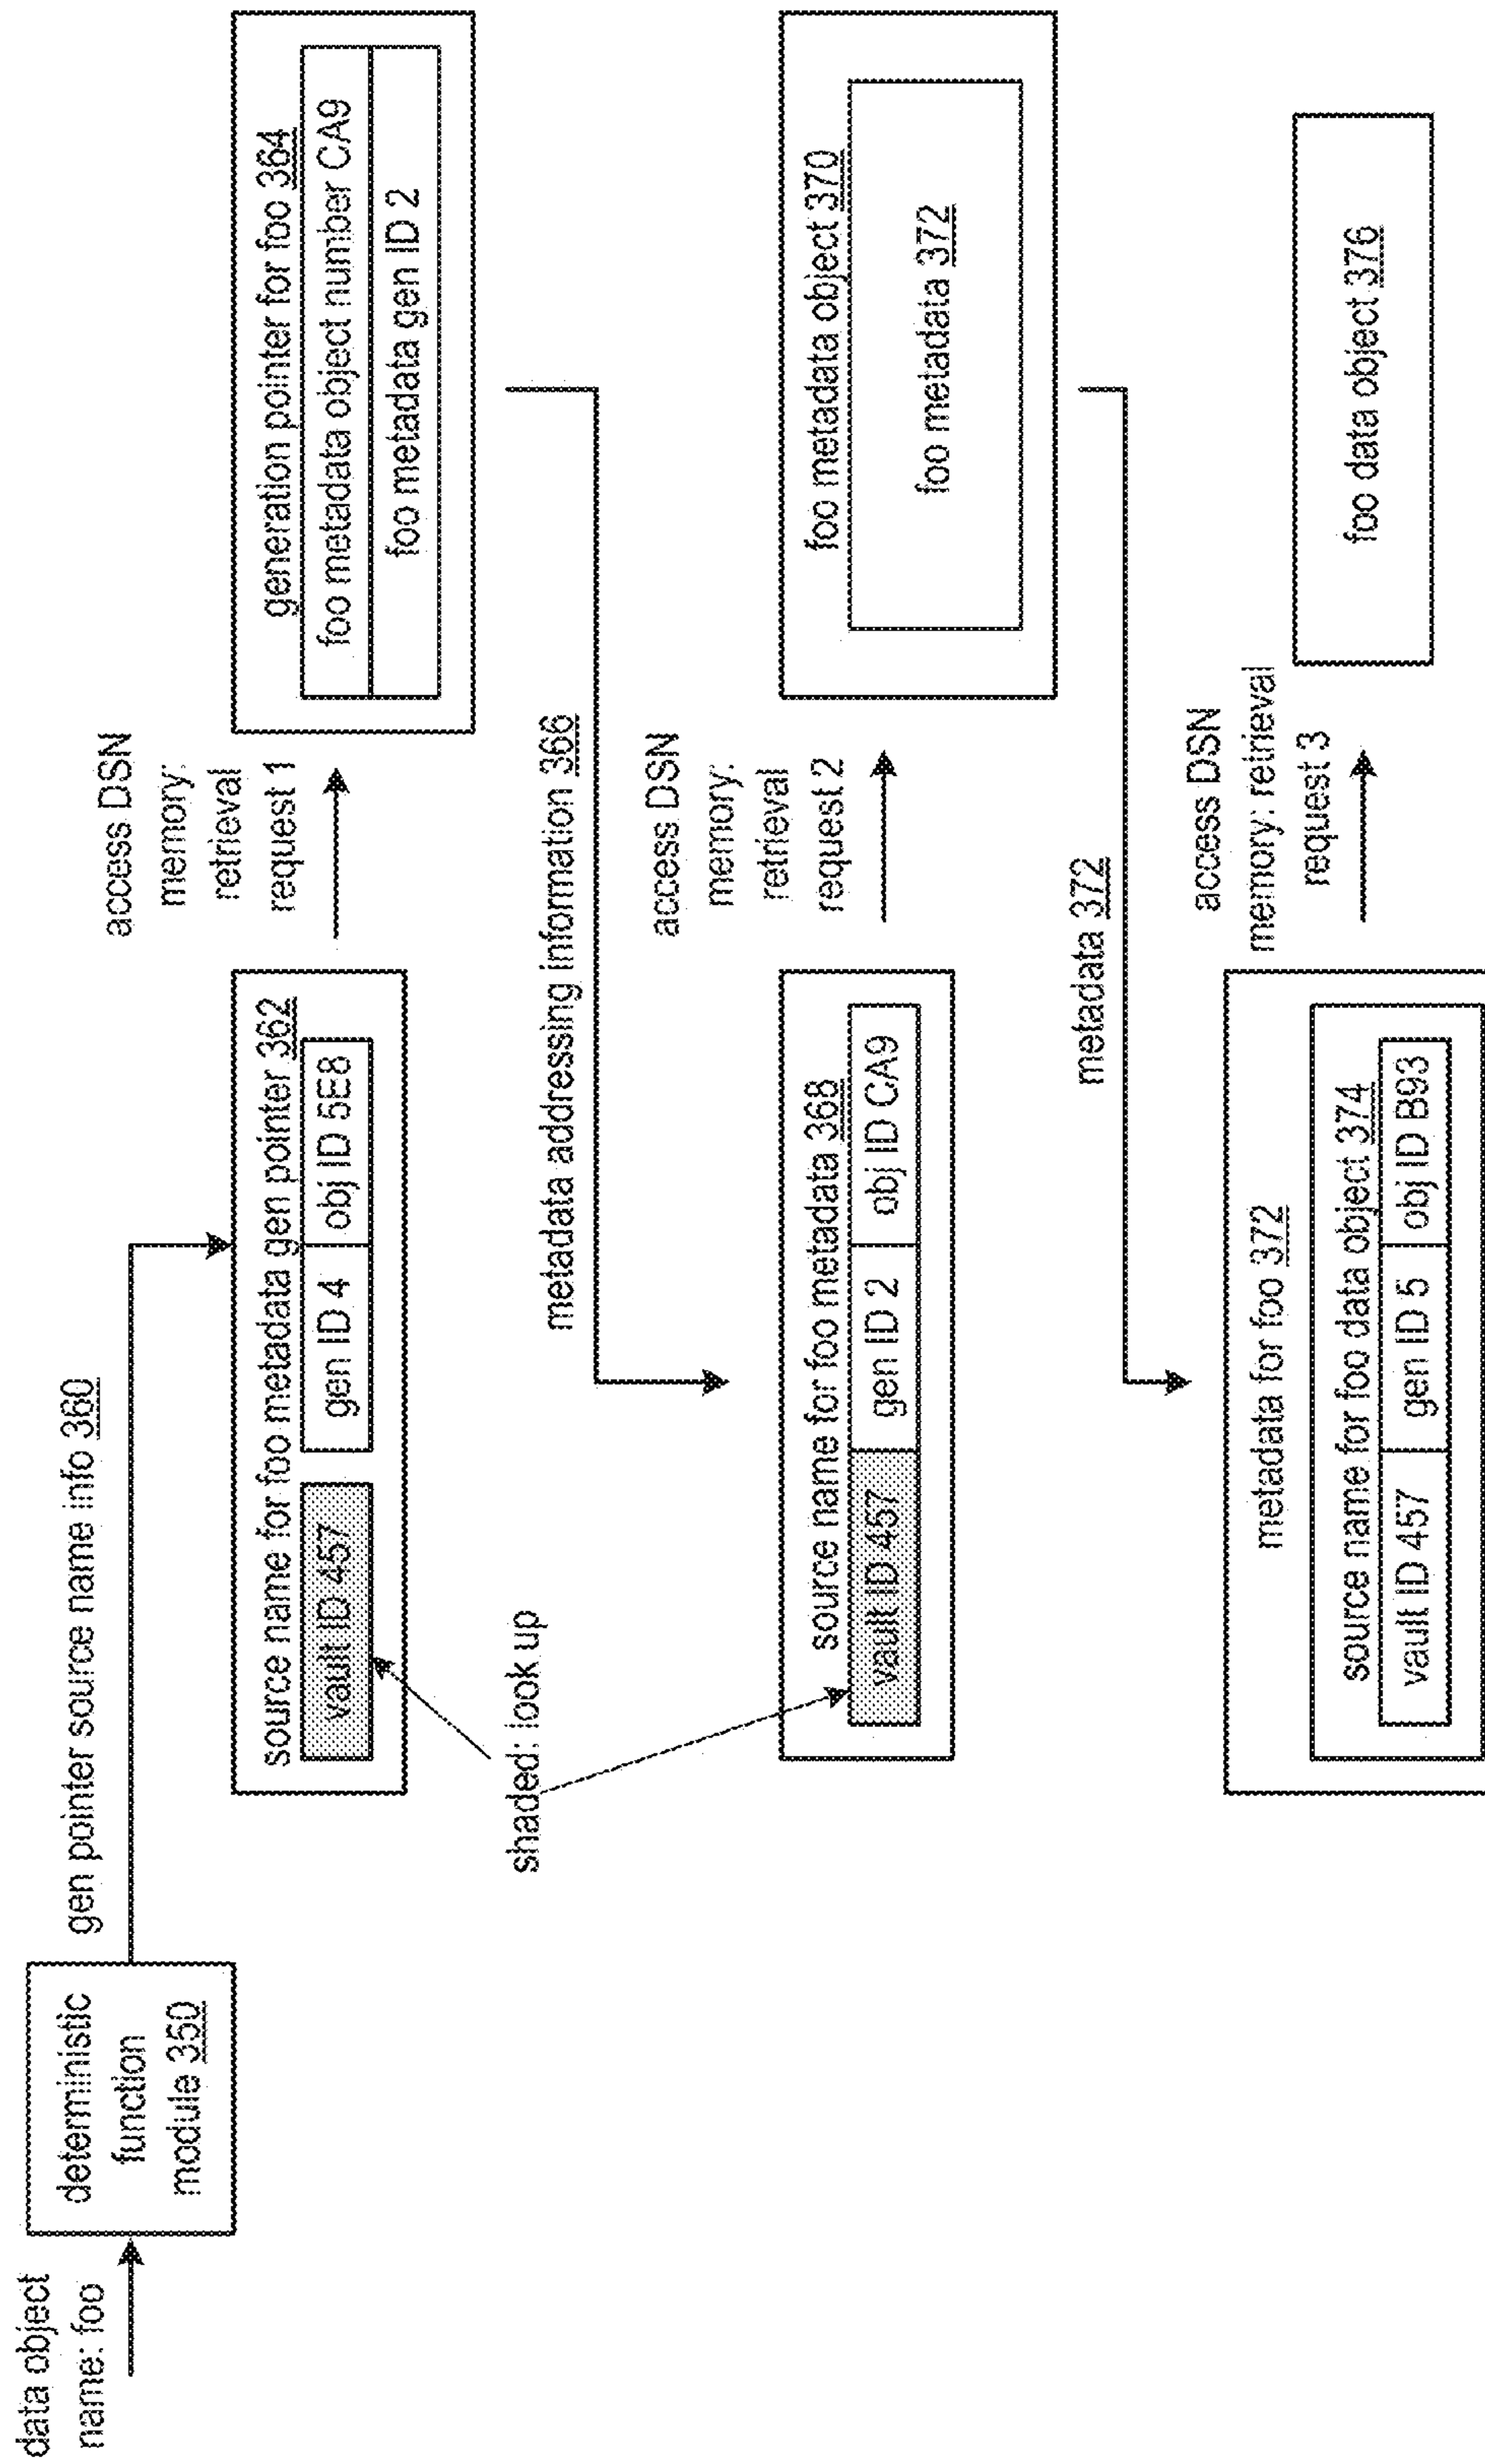 data object
name: foo
deterministic
function
module 350
gen pointer source name info 360
source name for foo metadata gen pointer 362
vault ID 457
gen ID 4
obj ID 5E8
access DSN
memory:
retrieval
request 1
generation pointer for foo 364
foo metadata object number CA9
foo metadata gen ID 2
shaded: look up
metadata addressing information 366
source name for foo metadata 368
vault ID 457
gen ID 2
obj ID CA9
access DSN
memory:
retrieval
request 2
foo metadata object 370
foo metadata 372
metadata 372
metadata for foo 372
source name for foo data object 374
vault ID 457
gen ID 5
obj ID B93
access DSN
memory: retrieval
request 3
foo data object 376